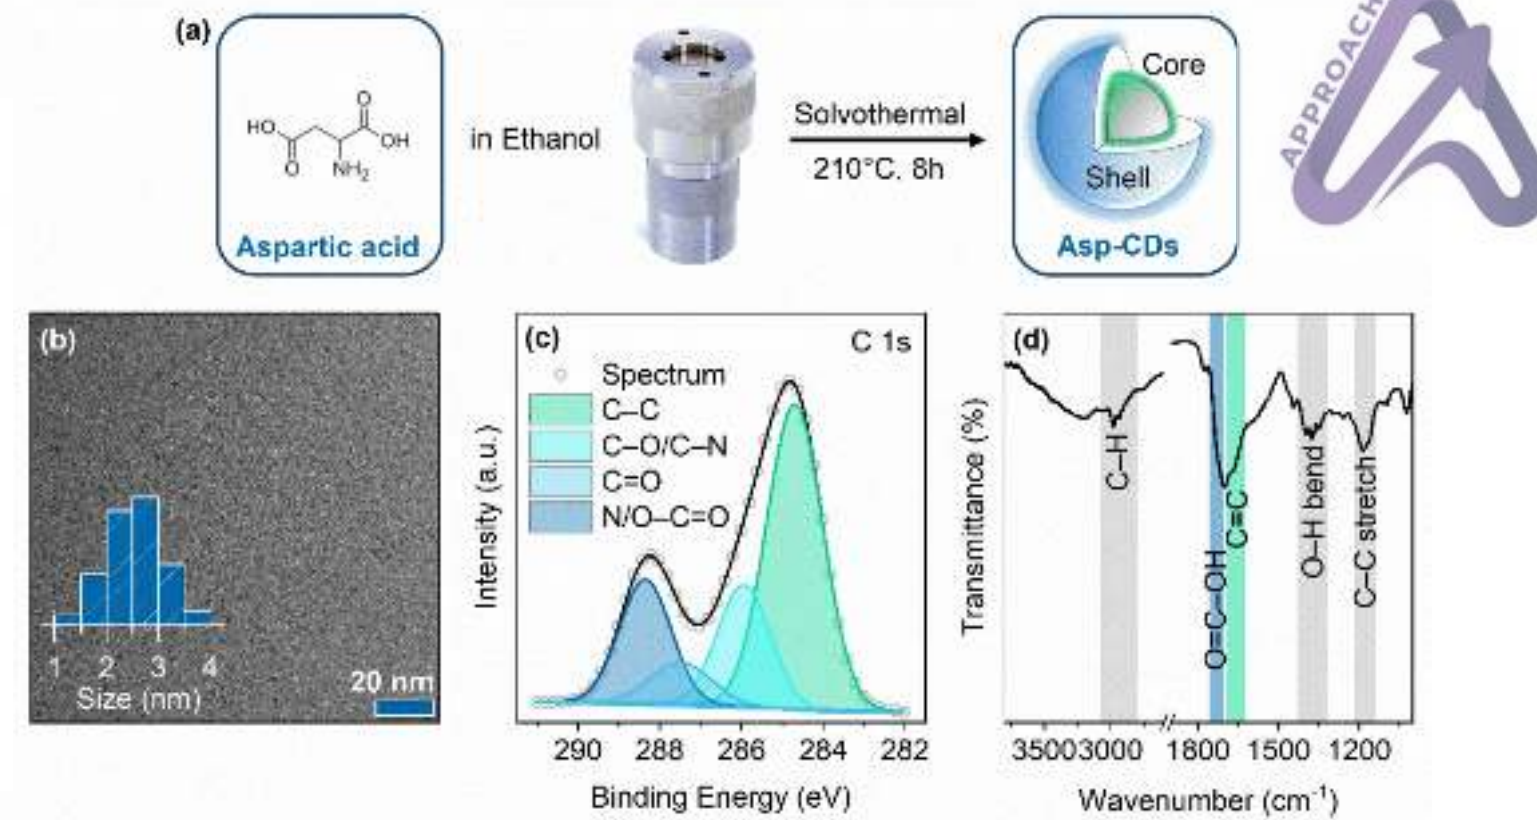 (a)
HO
O
O
OH
NH2
Aspartic acid
in Ethanol
Solvothermal
210°C. 8h
Core
Shell
Asp-CDs
APPROACH
(b)
1 2 3 4
Size (nm)
20 nm
(c)
C 1s
Spectrum
C–C
C–O/C–N
C=O
N/O–C=O
Intensity (a.u.)
290 288 286 284 282
Binding Energy (eV)
(d)
Transmittance (%)
C–H
O=C–OH
C=C
O–H bend
C–C stretch
3500 3000 1800 1500 1200
Wavenumber (cm-1)